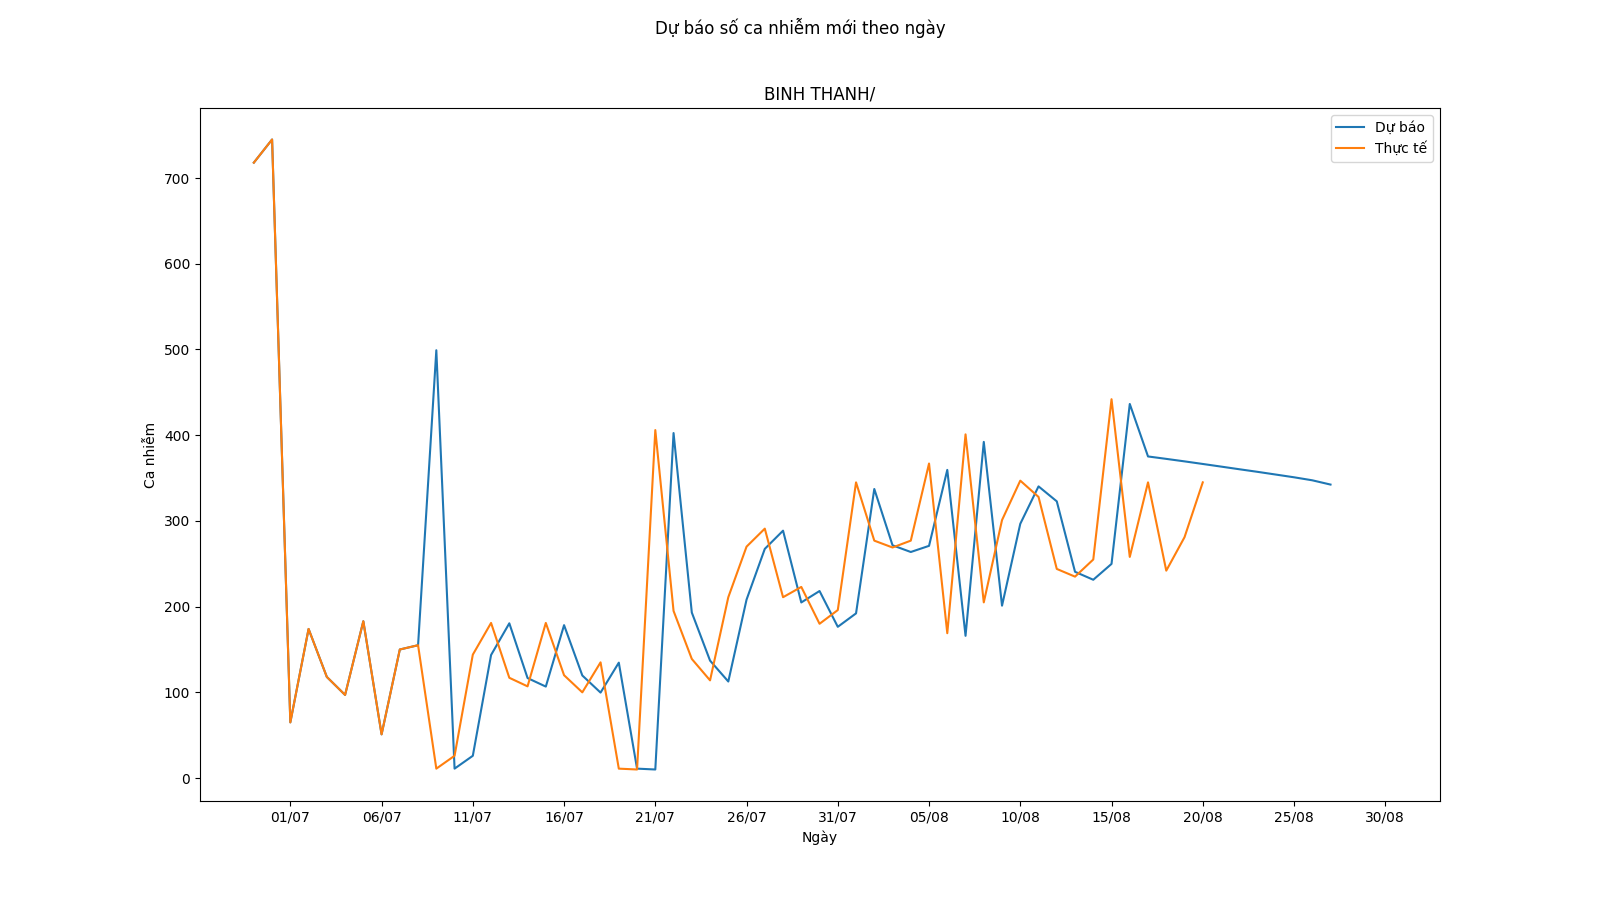 Dự báo số ca nhiễm mới theo ngày
BINH THANH/
Dự báo
Thực tế
700
600
500
400
300
200
100
0
Ca nhiễm
01/07 06/07 11/07 16/07 21/07 26/07 31/07 05/08 10/08 15/08 20/08 25/08 30/08
Ngày